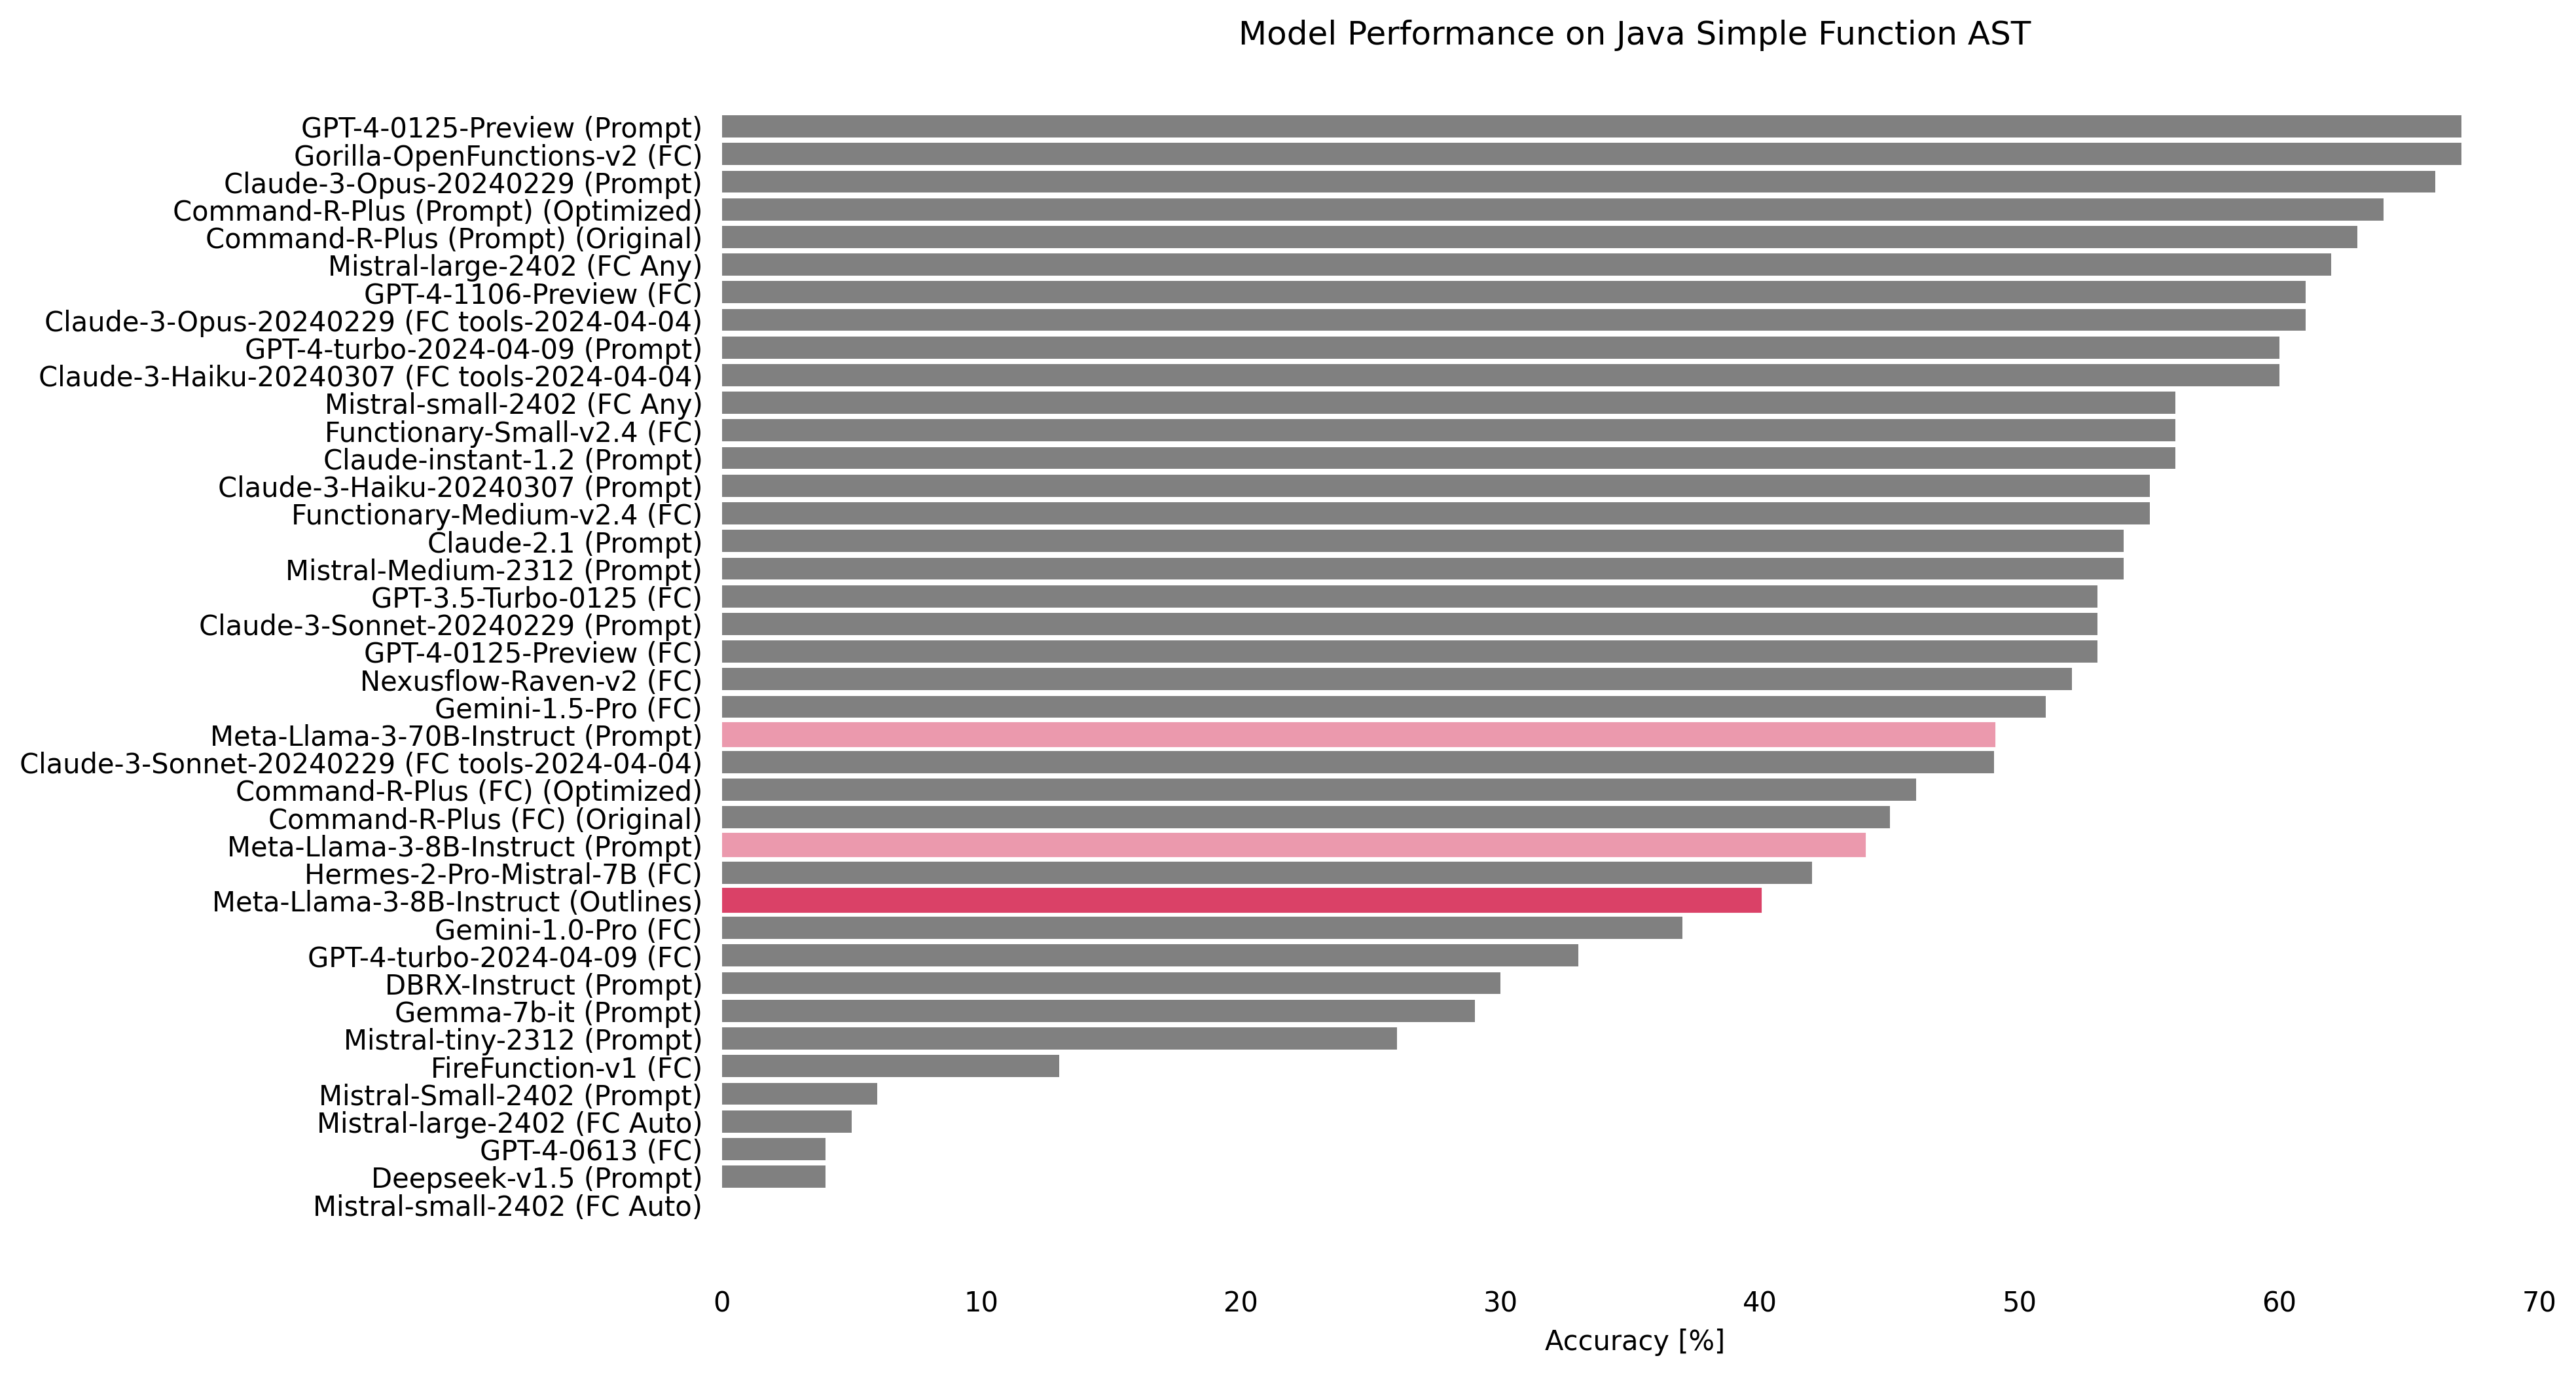 Model Performance on Java Simple Function AST
GPT-4-0125-Preview (Prompt)
Gorilla-OpenFunctions-v2 (FC)
Claude-3-Opus-20240229 (Prompt)
Command-R-Plus (Prompt) (Optimized)
Command-R-Plus (Prompt) (Original)
Mistral-large-2402 (FC Any)
GPT-4-1106-Preview (FC)
Claude-3-Opus-20240229 (FC tools-2024-04-04)
GPT-4-turbo-2024-04-09 (Prompt)
Claude-3-Haiku-20240307 (FC tools-2024-04-04)
Mistral-small-2402 (FC Any)
Functionary-Small-v2.4 (FC)
Claude-instant-1.2 (Prompt)
Claude-3-Haiku-20240307 (Prompt)
Functionary-Medium-v2.4 (FC)
Claude-2.1 (Prompt)
Mistral-Medium-2312 (Prompt)
GPT-3.5-Turbo-0125 (FC)
Claude-3-Sonnet-20240229 (Prompt)
GPT-4-0125-Preview (FC)
Nexusflow-Raven-v2 (FC)
Gemini-1.5-Pro (FC)
Meta-Llama-3-70B-Instruct (Prompt)
Claude-3-Sonnet-20240229 (FC tools-2024-04-04)
Command-R-Plus (FC) (Optimized)
Command-R-Plus (FC) (Original)
Meta-Llama-3-8B-Instruct (Prompt)
Hermes-2-Pro-Mistral-7B (FC)
Meta-Llama-3-8B-Instruct (Outlines)
Gemini-1.0-Pro (FC)
GPT-4-turbo-2024-04-09 (FC)
DBRX-Instruct (Prompt)
Gemma-7b-it (Prompt)
Mistral-tiny-2312 (Prompt)
FireFunction-v1 (FC)
Mistral-Small-2402 (Prompt)
Mistral-large-2402 (FC Auto)
GPT-4-0613 (FC)
Deepseek-v1.5 (Prompt)
Mistral-small-2402 (FC Auto)
0 10 20 30 40 50 60 70
Accuracy [%]